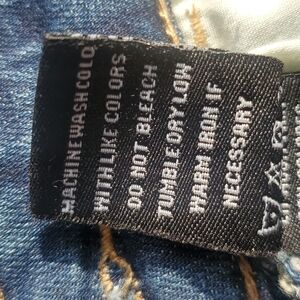 MACHINE WASH COLD
WITH LIKE COLORS
DO NOT BLEACH
TUMBLE DRY LOW
WARM IRON IF
NECESSARY